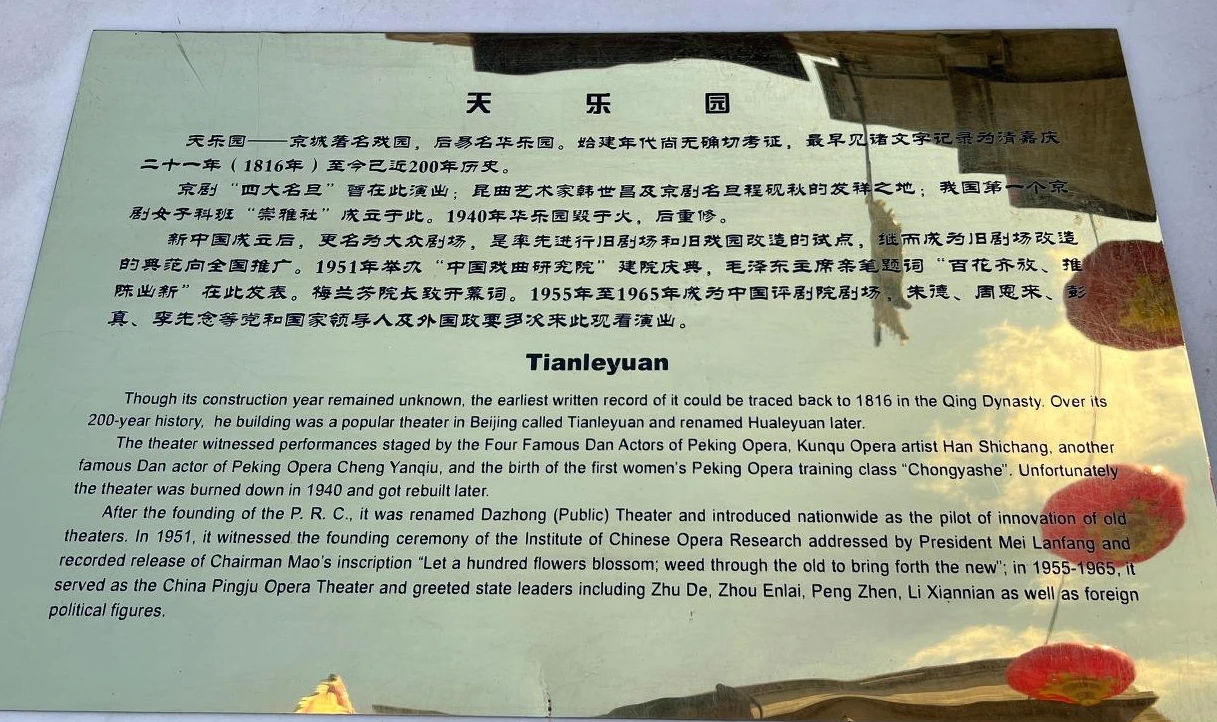 天乐园
天乐园——京城著名戏园，后易名华乐园。始建年代尚无确切考证，最早见诸文字记录为清嘉庆
二十一年（1816年）至今已近200年历史。
京剧“四大名旦”曾在此演出；昆曲艺术家韩世昌及京剧名旦程砚秋的发祥之地；我国第一个京
剧女子科班“崇雅社”成立于此。1940年华乐园毁于火，后重修。
新中国成立后，更名为大众剧场，是率先进行旧剧场和旧戏园改造的试点，继而成为旧剧场改造
的典范向全国推广。1951年举办“中国戏曲研究院”建院庆典，毛泽东主席亲笔题词“百花齐放、推
陈出新”在此发表。梅兰芳院长致开幕词。1955年至1965年成为中国评剧院剧场，朱德、周恩来、彭
真、李先念等党和国家领导人及外国政要多次来此观看演出。
Tianleyuan
Though its construction year remained unknown, the earliest written record of it could be traced back to 1816 in the Qing Dynasty. Over its
200-year history, he building was a popular theater in Beijing called Tianleyuan and renamed Hualeyuan later.
The theater witnessed performances staged by the Four Famous Dan Actors of Peking Opera, Kunqu Opera artist Han Shichang, another
famous Dan actor of Peking Opera Cheng Yanqiu, and the birth of the first women's Peking Opera training class “Chongyashe”. Unfortunately
the theater was burned down in 1940 and got rebuilt later.
After the founding of the P. R. C., it was renamed Dazhong (Public) Theater and introduced nationwide as the pilot of innovation of old
theaters. In 1951, it witnessed the founding ceremony of the Institute of Chinese Opera Research addressed by President Mei Lanfang and
recorded release of Chairman Mao's inscription “Let a hundred flowers blossom; weed through the old to bring forth the new”; in 1955-1965, it
served as the China Pingju Opera Theater and greeted state leaders including Zhu De, Zhou Enlai, Peng Zhen, Li Xiannian as well as foreign
political figures.